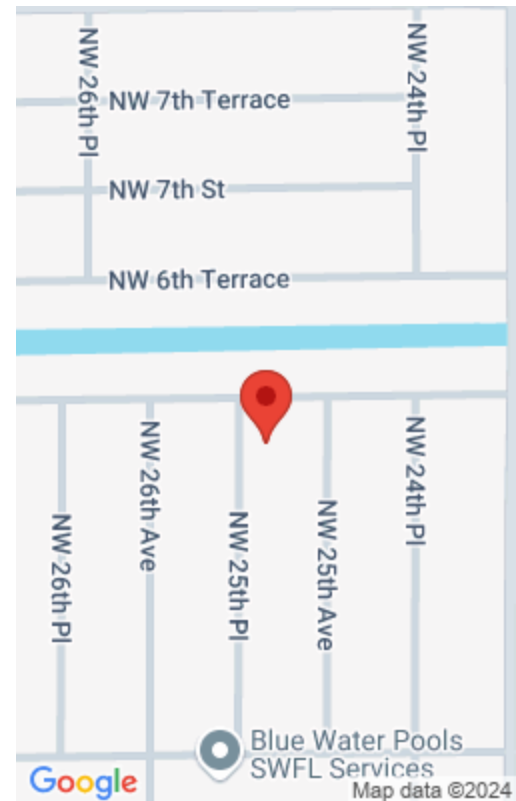 NW 26th Pl
NW 7th Terrace
NW 24th Pl
NW 7th St
NW 6th Terrace
NW 26th Pl
NW 26th Ave
NW 25th Pl
NW 25th Ave
NW 24th Pl
Blue Water Pools
SWFL Services
Google
Map data ©2024